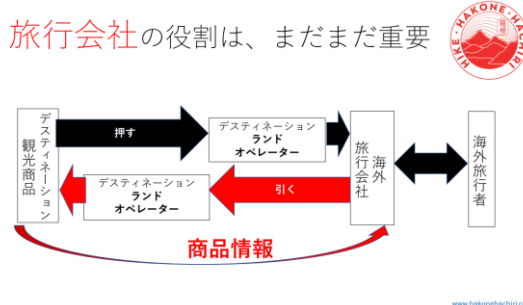 旅行会社の役割は、まだまだ重要
HIKE・HAKONE・HACHIRI
デスティネーション
観光商品
押す
デスティネーション
ランド
オペレーター
デスティネーション
ランド
オペレーター
引く
海外
旅行会社
海外旅行者
商品情報